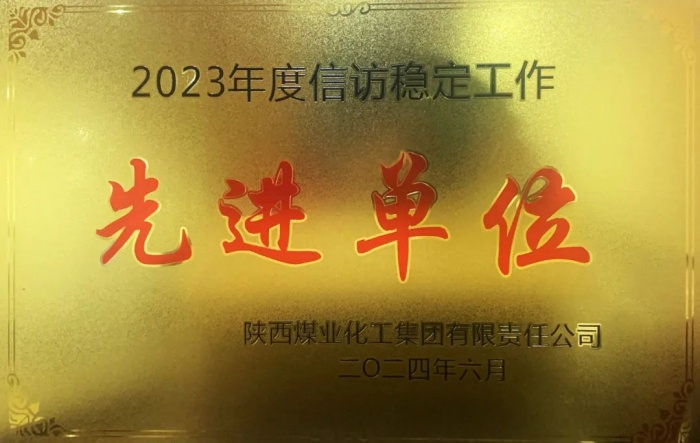 2023年度信访稳定工作
先进单位
陕西煤业化工集团有限责任公司
二〇二四年六月